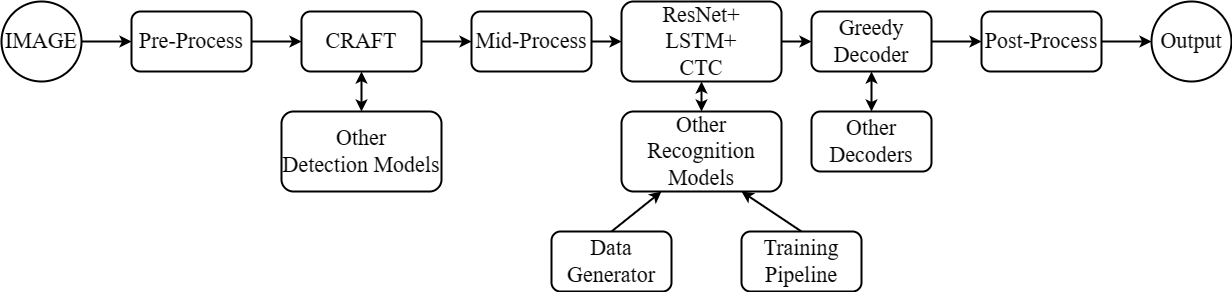 IMAGE
Pre-Process
CRAFT
Mid-Process
ResNet+
LSTM+
CTC
Greedy
Decoder
Post-Process
Output
Other
Detection Models
Other
Recognition
Models
Other
Decoders
Data
Generator
Training
Pipeline